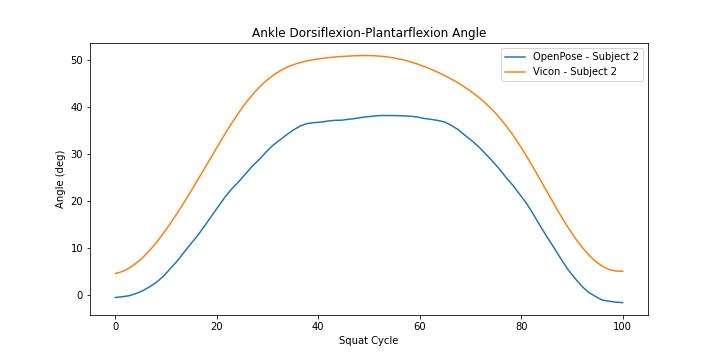 Ankle Dorsiflexion-Plantarflexion Angle
OpenPose - Subject 2
Vicon - Subject 2
Angle (deg)
50
40
30
20
10
0
0 20 40 60 80 100
Squat Cycle